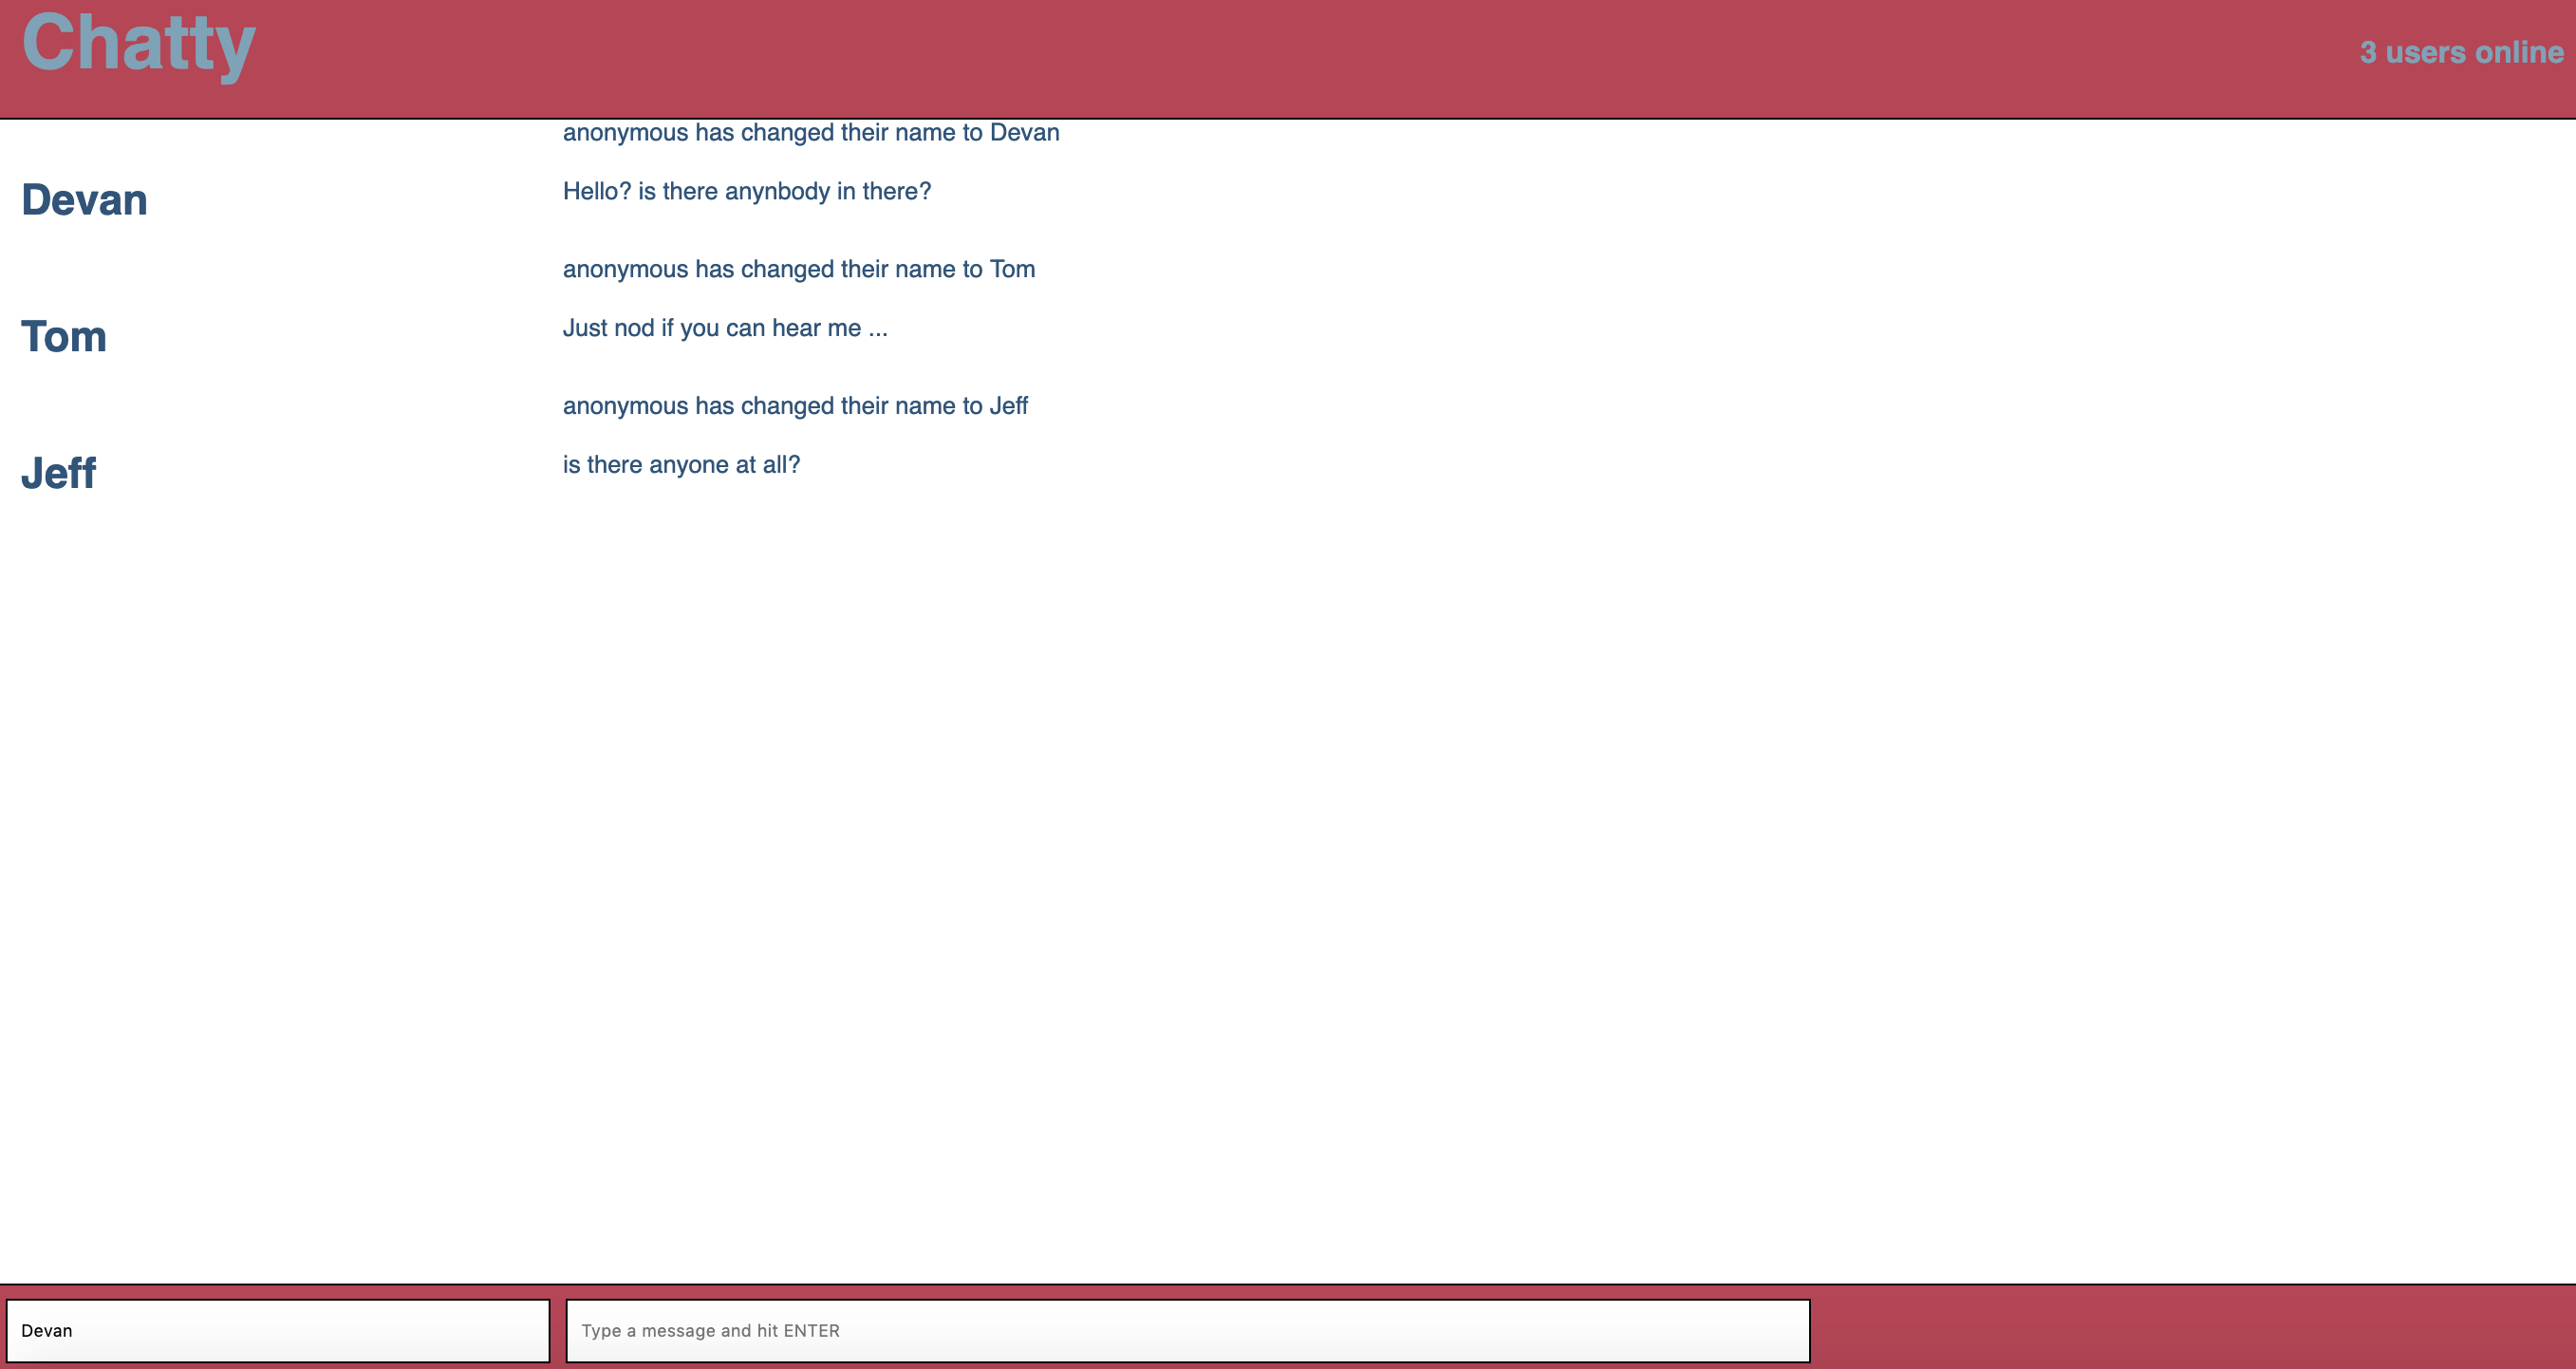 Chatty
3 users online
anonymous has changed their name to Devan
Devan
Hello? is there anynbody in there?
anonymous has changed their name to Tom
Tom
Just nod if you can hear me ...
anonymous has changed their name to Jeff
Jeff
is there anyone at all?
Devan
Type a message and hit ENTER